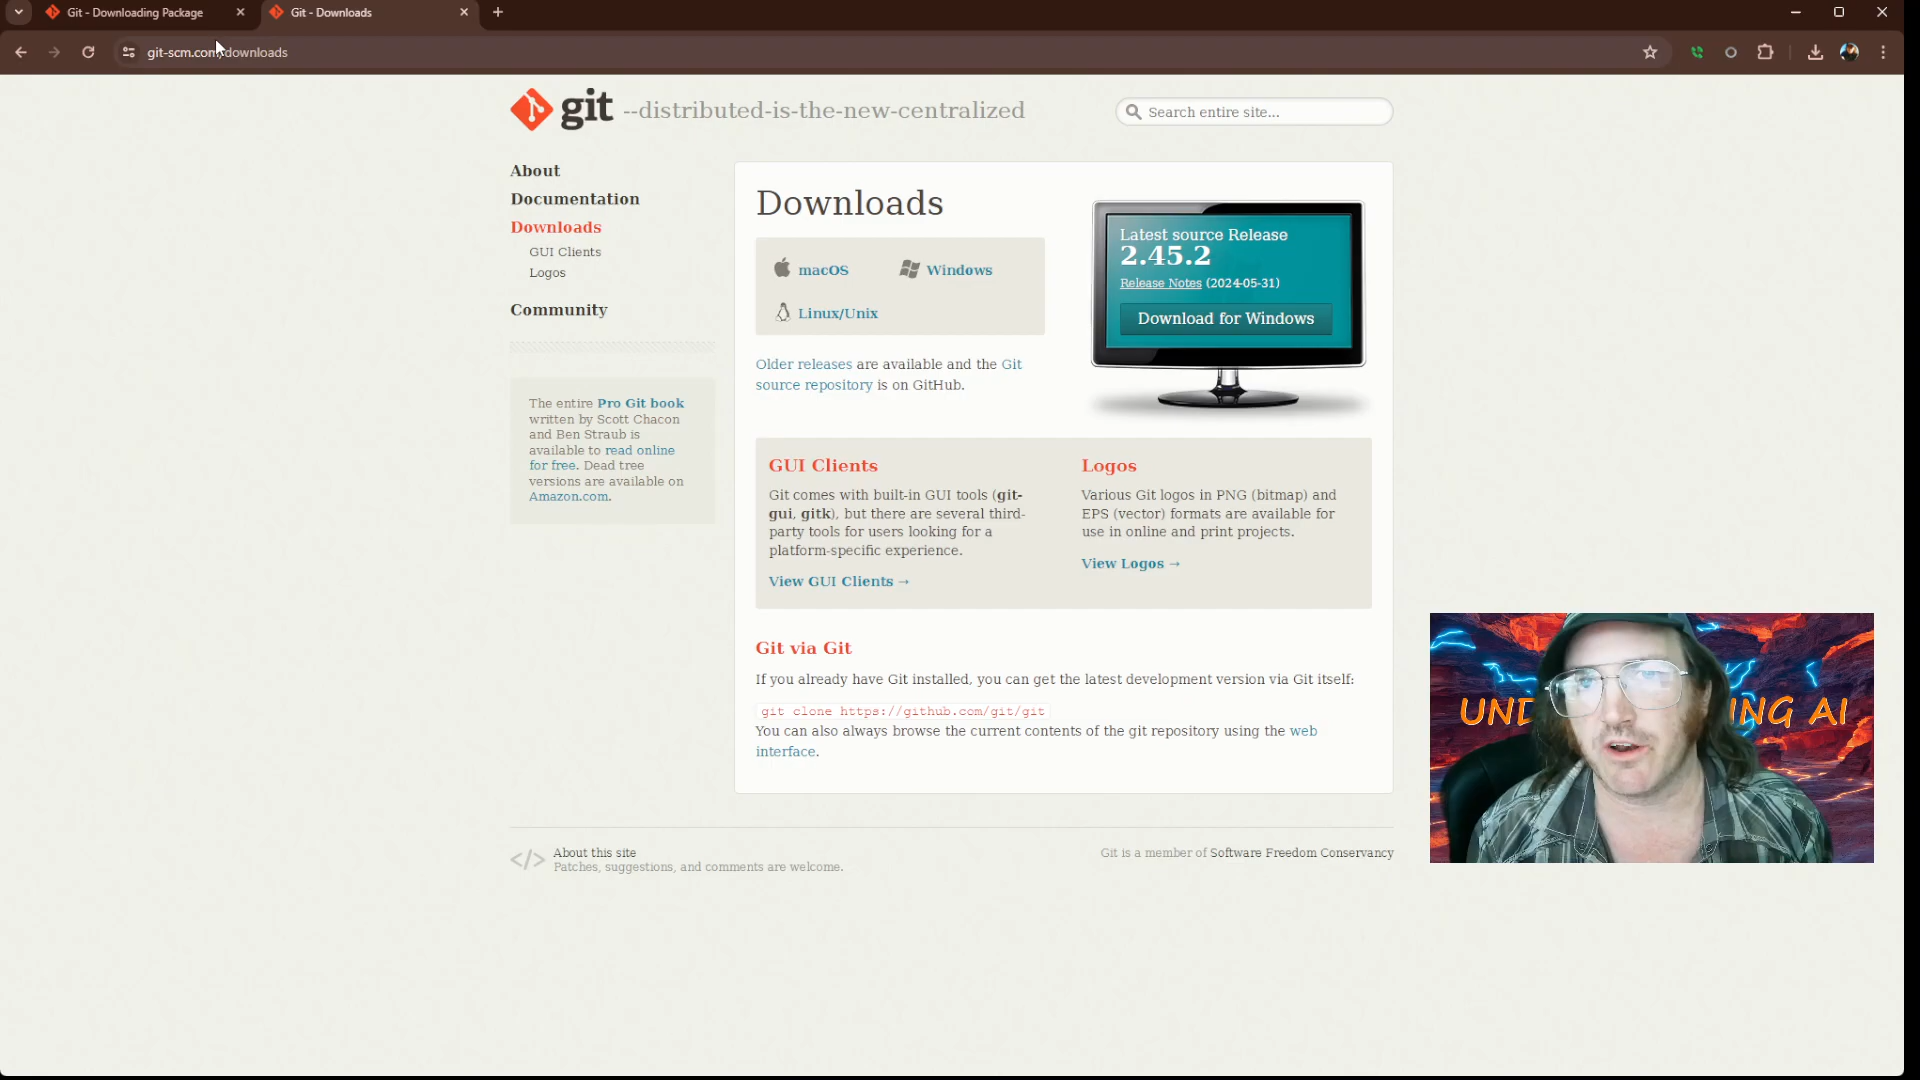 Git - Downloading Package
Git - Downloads
git-scm.com/downloads
git --distributed-is-the-new-centralized
Search entire site...
About
Documentation
Downloads
GUI Clients
Logos
Community
The entire Pro Git book
written by Scott Chacon
and Ben Straub is
available to read online
for free. Dead tree
versions are available on
Amazon.com.
Downloads
macOS
Windows
Linux/Unix
Older releases are available and the Git
source repository is on GitHub.
Latest source Release
2.45.2
Release Notes (2024-05-31)
Download for Windows
GUI Clients
Git comes with built-in GUI tools (git-
gui, gitk), but there are several third-
party tools for users looking for a
platform-specific experience.
View GUI Clients →
Logos
Various Git logos in PNG (bitmap) and
EPS (vector) formats are available for
use in online and print projects.
View Logos →
Git via Git
If you already have Git installed, you can get the latest development version via Git itself:
git clone https://github.com/git/git
You can also always browse the current contents of the git repository using the web
interface.
AI
</> About this site
Patches, suggestions, and comments are welcome.
Git is a member of Software Freedom Conservancy